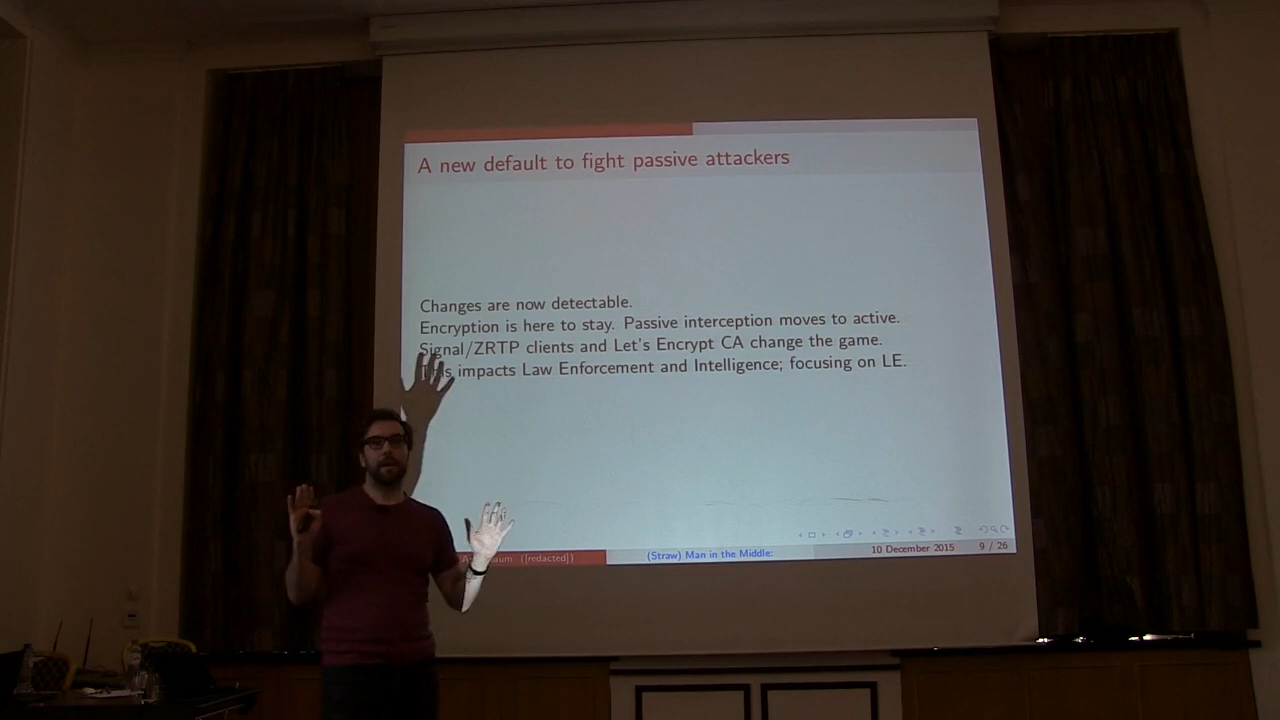 A new default to fight passive attackers
Changes are now detectable.
Encryption is here to stay. Passive interception moves to active.
Signal/ZRTP clients and Let's Encrypt CA change the game.
This impacts Law Enforcement and Intelligence; focusing on LE.
([redacted])
(Straw) Man in the Middle:
10 December 2015
9 / 26